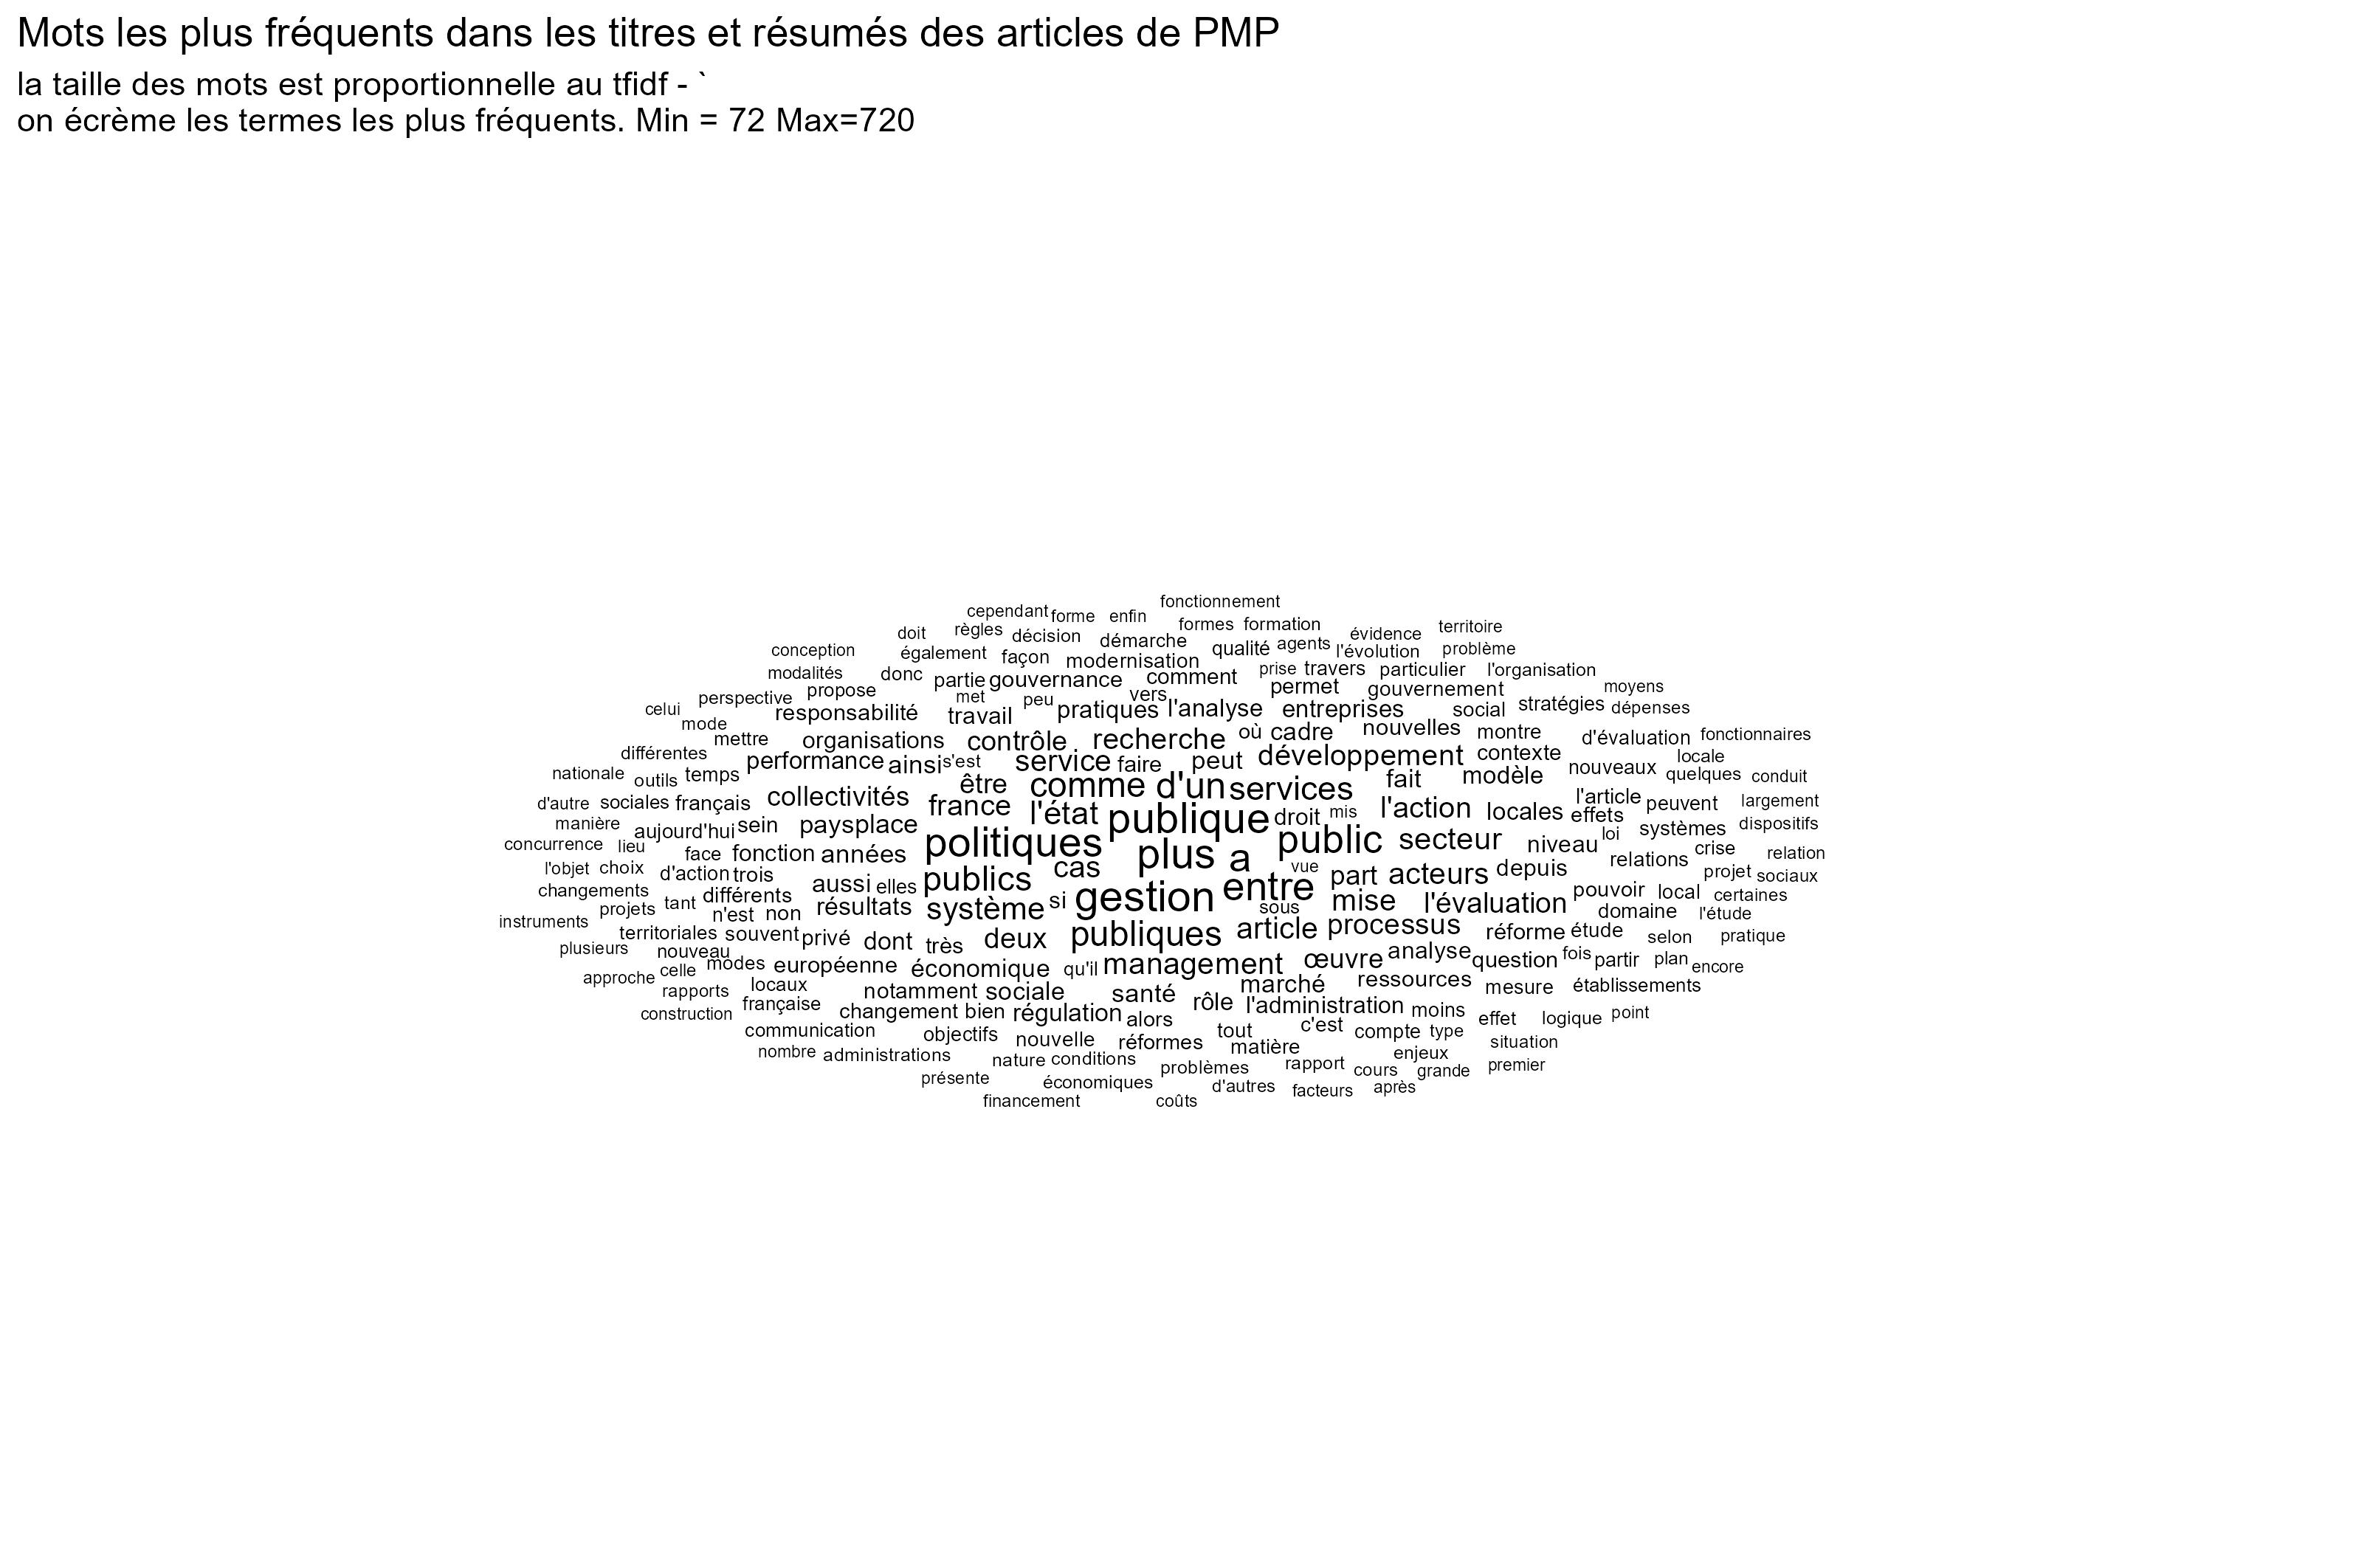 Mots les plus fréquents dans les titres et résumés des articles de PMP
la taille des mots est proportionnelle au tfidf - `
on écrème les termes les plus fréquents. Min = 72 Max=720
fonctionnement
cependant forme enfin
doit règles décision démarche formes formation évidence territoire
conception également façon modernisation qualité agents l'évolution problème
modalités donc partie gouvernance comment prise travers particulier l'organisation
perspective propose met peu vers permet gouvernement moyens
celui responsabilité travail pratiques l'analyse entreprises social stratégies dépenses
mode mettre organisations contrôle recherche où cadre nouvelles montre d'évaluation fonctionnaires
différentes performance ainsi s'est service faire peut développement contexte locale
nationale outils temps être comme d'un services fait modèle nouveaux quelques conduit
d'autre sociales français collectivités france l'état publique droit mis l'action locales l'article effets peuvent largement
manière aujourd'hui sein pays place politiques public secteur niveau loi systèmes dispositifs
concurrence lieu face fonction années plus a relations crise relation
l'objet choix d'action trois publics cas vue part acteurs depuis projet sociaux
changements différents aussi elles gestion entre pouvoir local certaines
instruments projets tant n'est non résultats système si sous mise l'évaluation domaine l'étude
territoriales souvent privé dont très deux publiques article processus réforme étude selon pratique
plusieurs nouveau modes européenne économique qu'il management œuvre analyse question fois partir plan encore
approche celle rapports locaux notamment sociale santé marché ressources mesure établissements
construction française changement bien régulation alors rôle l'administration moins effet logique point
communication objectifs nouvelle réformes tout matière c'est compte type situation
nombre administrations nature conditions problèmes rapport cours enjeux grande premier
présente économiques d'autres facteurs après
financement coûts